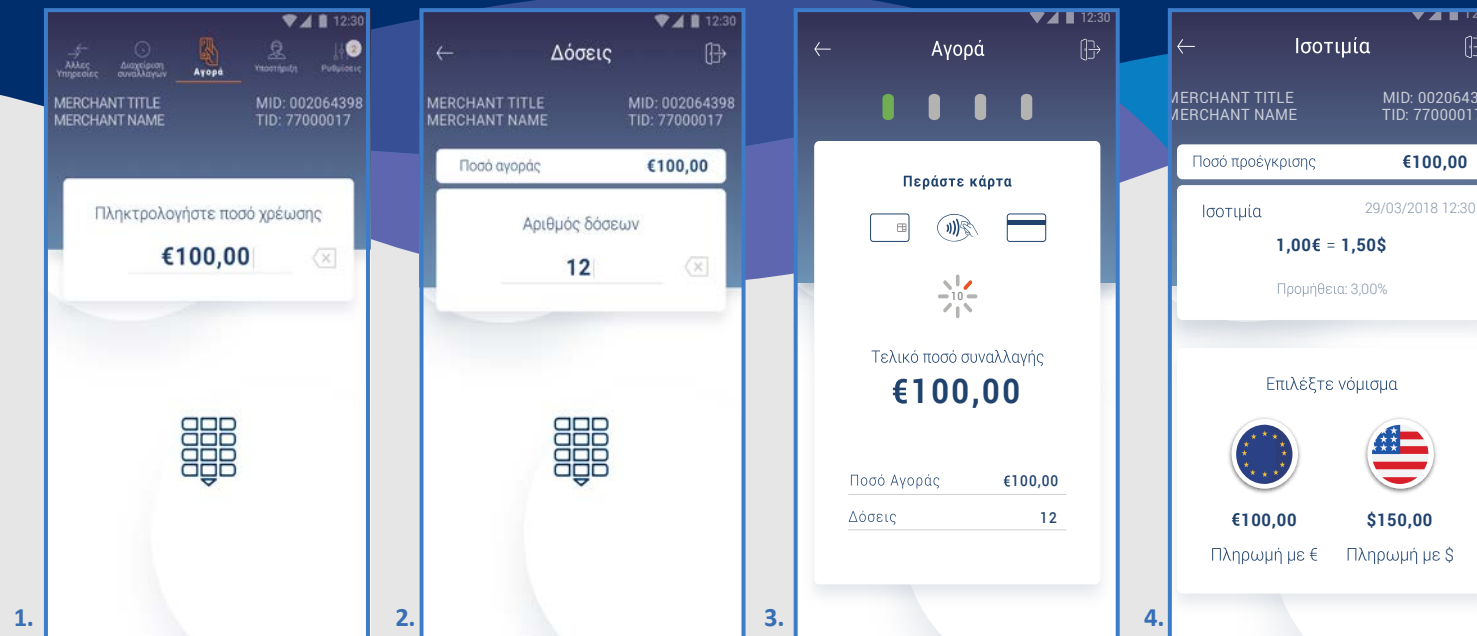 12:30
Άλλες
Υπηρεσίες
Διαχείριση
συναλλαγών
Αγορά
Υποστήριξη
2
Ρυθμίσεις
MERCHANT TITLE
MID: 002064398
MERCHANT NAME
TID: 77000017
Πληκτρολογήστε ποσό χρέωσης
€100,00
1.
12:30
Δόσεις
MERCHANT TITLE
MID: 002064398
MERCHANT NAME
TID: 77000017
Ποσό αγοράς €100,00
Αριθμός δόσεων
12
2.
12:30
Αγορά
Περάστε κάρτα
10
Τελικό ποσό συναλλαγής
€100,00
Ποσό Αγοράς €100,00
Δόσεις 12
3.
Ισοτιμία
MERCHANT TITLE
MID: 0020643
MERCHANT NAME
TID: 7700001
Ποσό προέγκρισης €100,00
Ισοτιμία 29/03/2018 12:30
1,00€ = 1,50$
Προμήθεια: 3,00%
Επιλέξτε νόμισμα
€100,00 $150,00
Πληρωμή με € Πληρωμή με $
4.